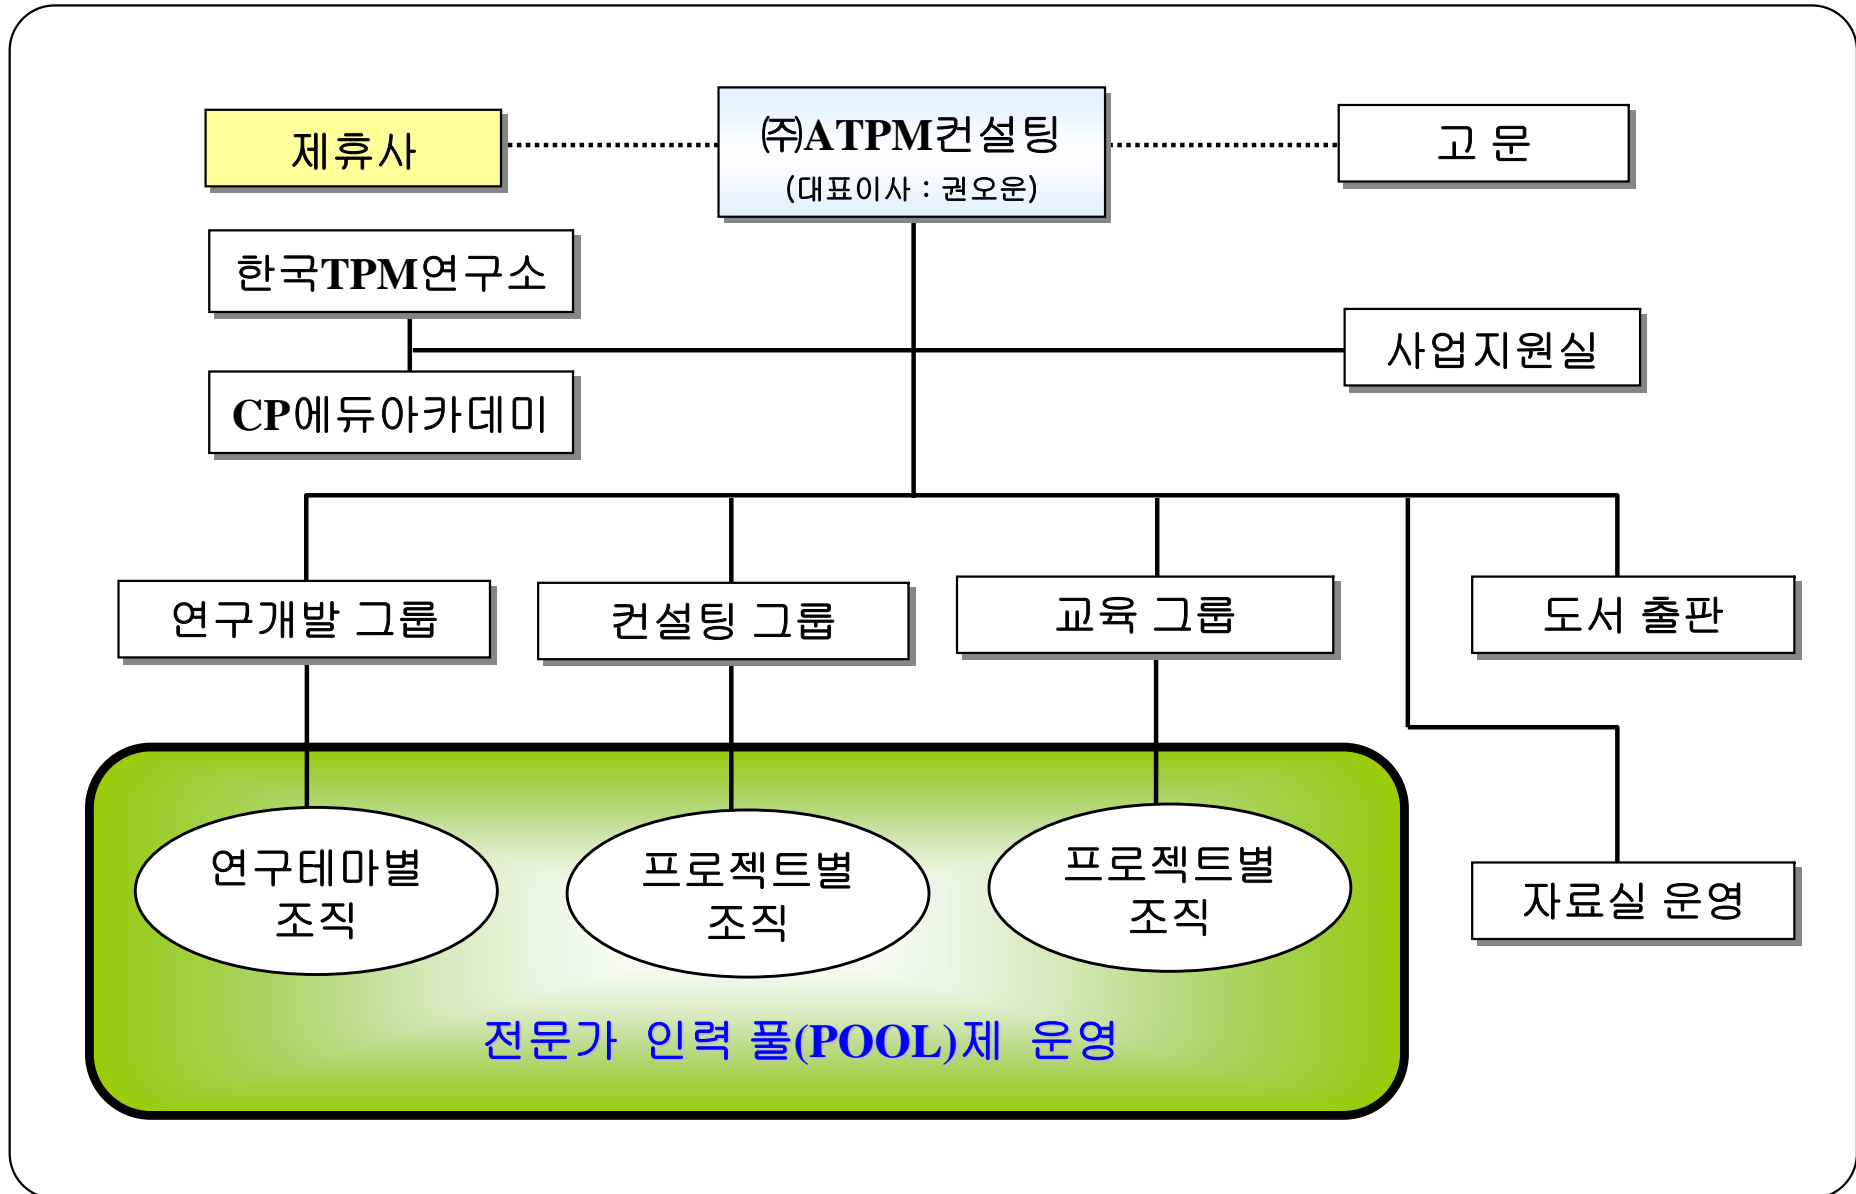 제휴사
㈜ATPM컨설팅
(대표이사 : 권오운)
고 문
한국TPM연구소
사업지원실
CP에듀아카데미
연구개발 그룹
컨설팅 그룹
교육 그룹
도서 출판
연구테마별
조직
프로젝트별
조직
프로젝트별
조직
자료실 운영
전문가 인력 풀(POOL)제 운영